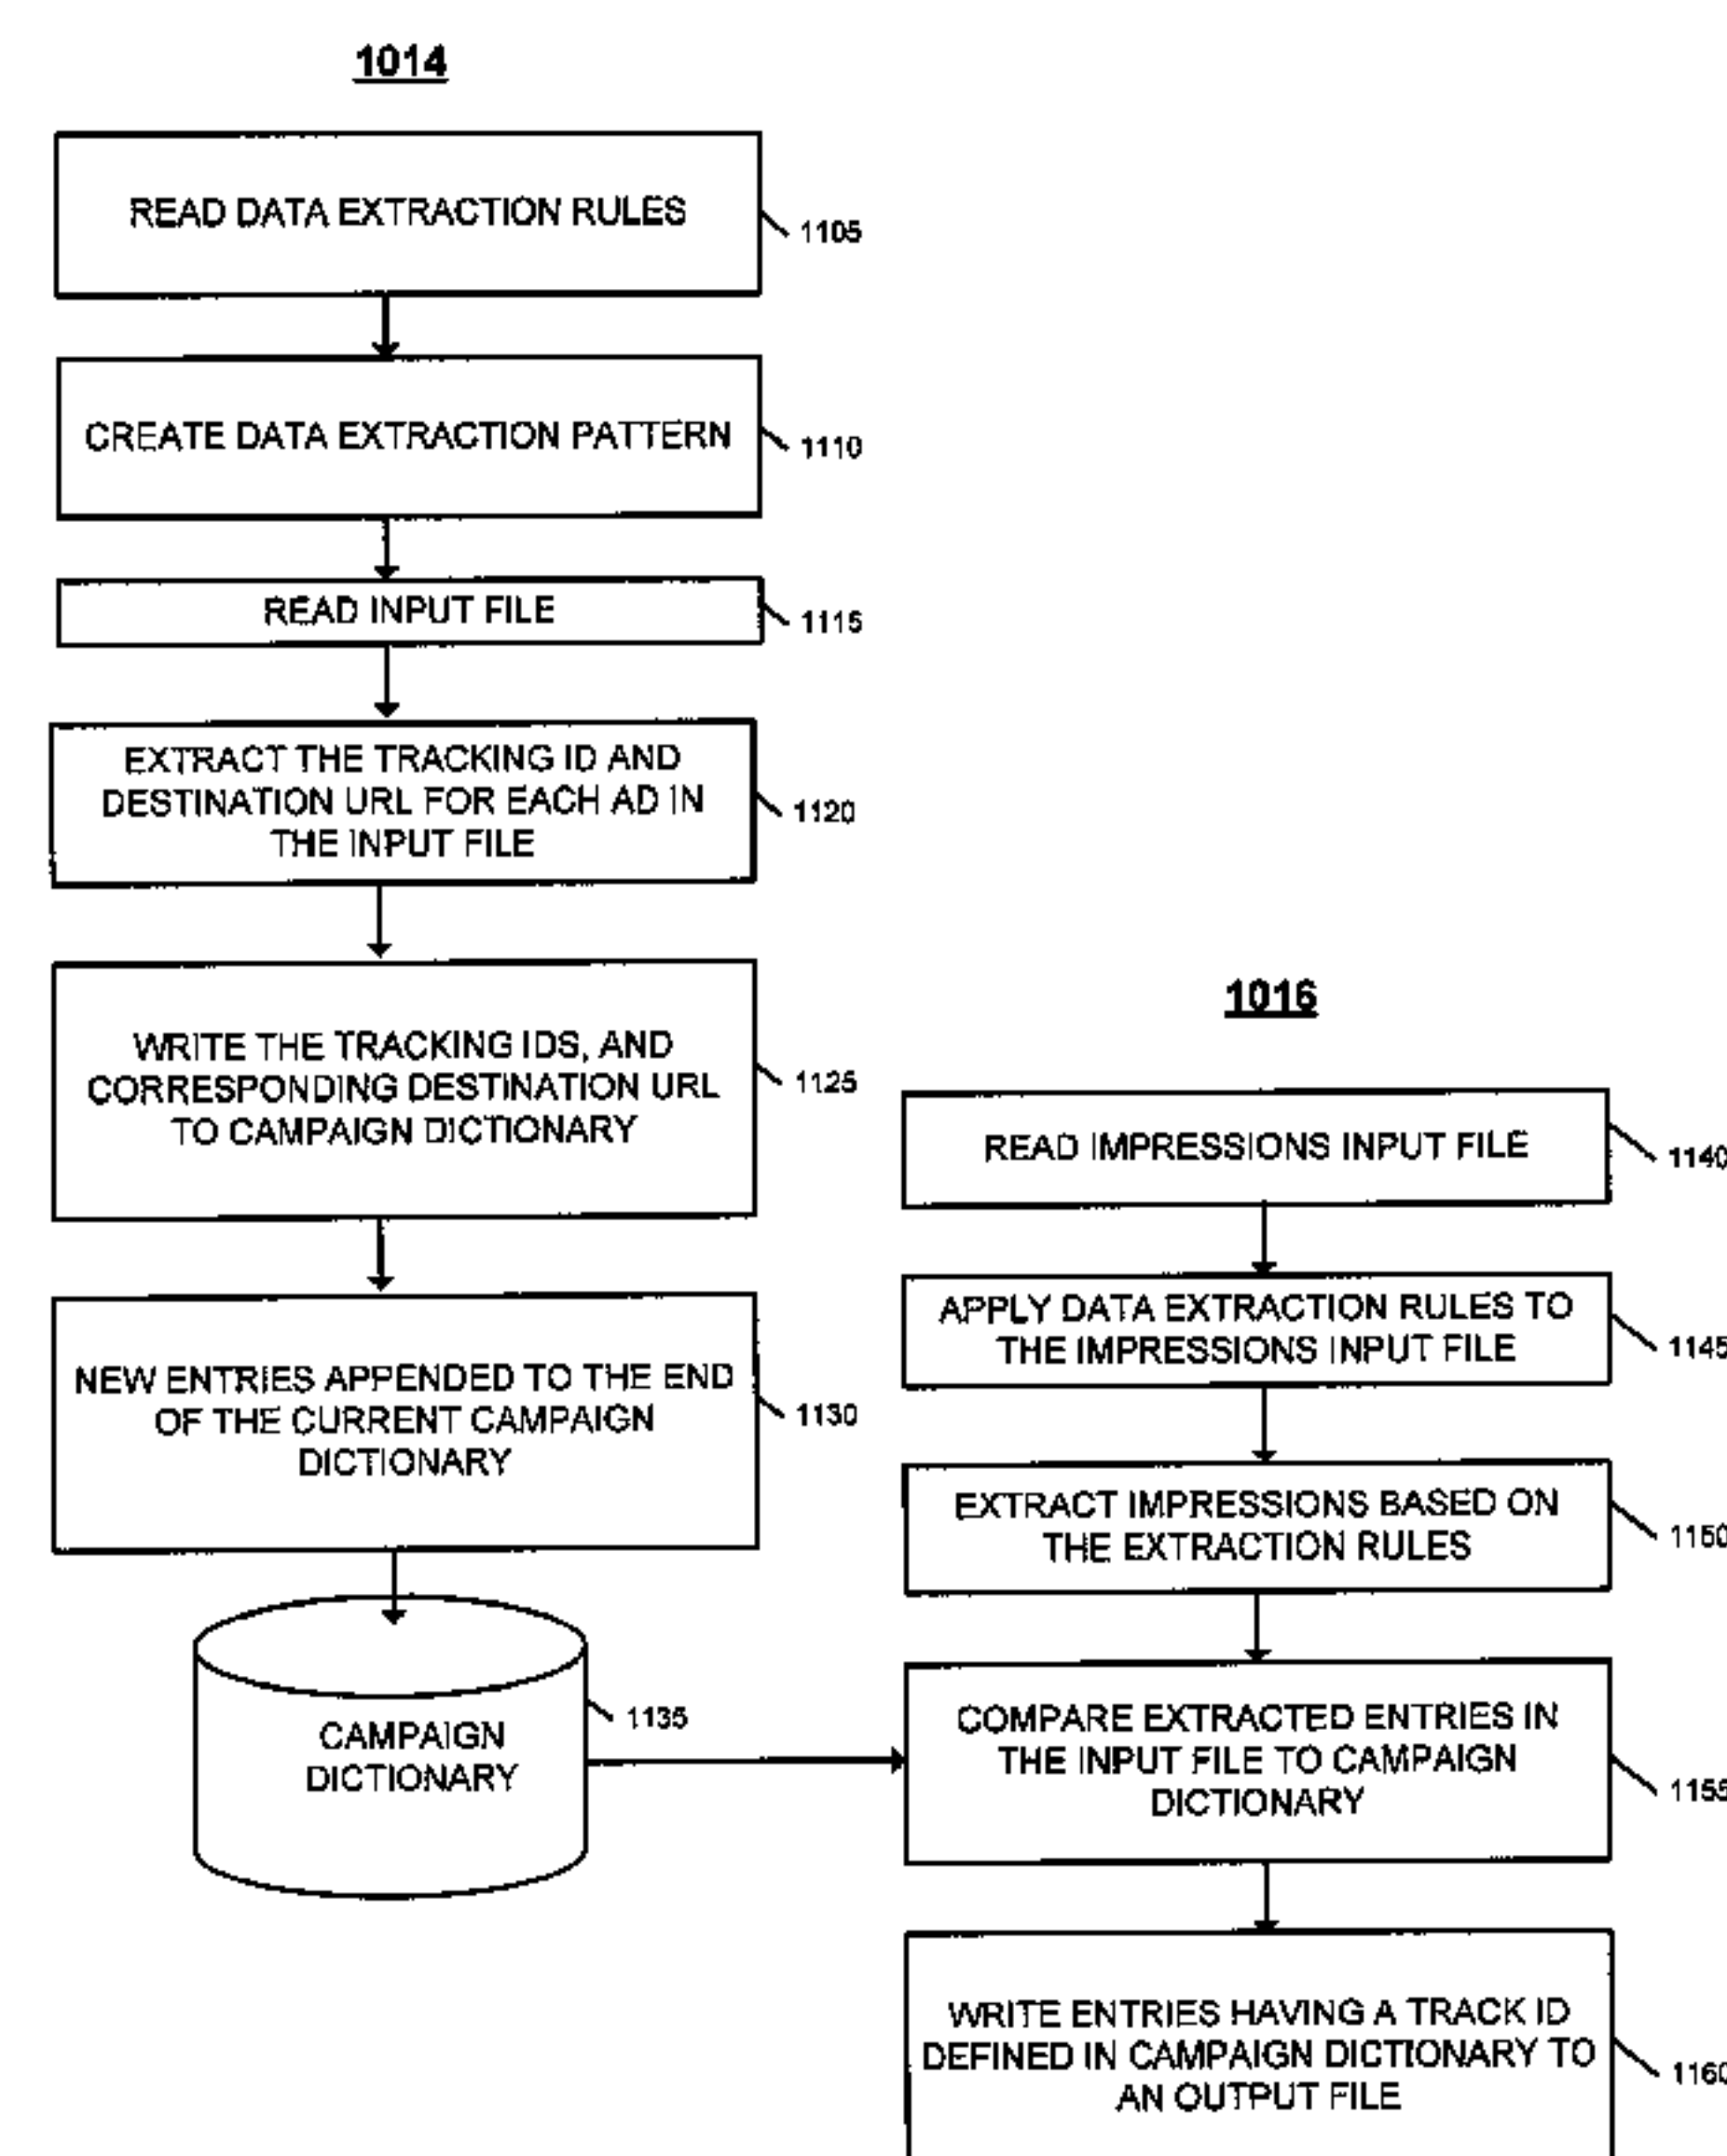 1014
READ DATA EXTRACTION RULES
1105
CREATE DATA EXTRACTION PATTERN
1110
READ INPUT FILE
1115
EXTRACT THE TRACKING ID AND
DESTINATION URL FOR EACH AD IN
THE INPUT FILE
1120
WRITE THE TRACKING IDS, AND
CORRESPONDING DESTINATION URL
TO CAMPAIGN DICTIONARY
1125
NEW ENTRIES APPENDED TO THE END
OF THE CURRENT CAMPAIGN
DICTIONARY
1130
CAMPAIGN
DICTIONARY
1135
1016
READ IMPRESSIONS INPUT FILE
1140
APPLY DATA EXTRACTION RULES TO
THE IMPRESSIONS INPUT FILE
1145
EXTRACT IMPRESSIONS BASED ON
THE EXTRACTION RULES
1150
COMPARE EXTRACTED ENTRIES IN
THE INPUT FILE TO CAMPAIGN
DICTIONARY
1155
WRITE ENTRIES HAVING A TRACK ID
DEFINED IN CAMPAIGN DICTIONARY TO
AN OUTPUT FILE
1160